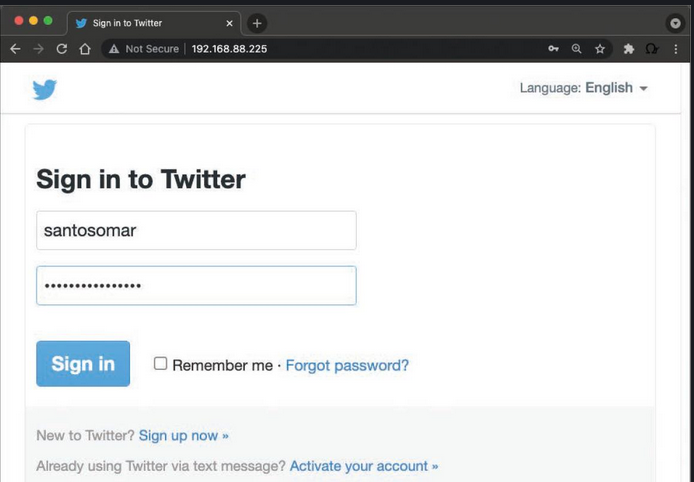 Sign in to Twitter
Not Secure | 192.168.88.225
Language: English
Sign in to Twitter
santosomar
••••••••••••••••
Sign in Remember me · Forgot password?
New to Twitter? Sign up now »
Already using Twitter via text message? Activate your account »